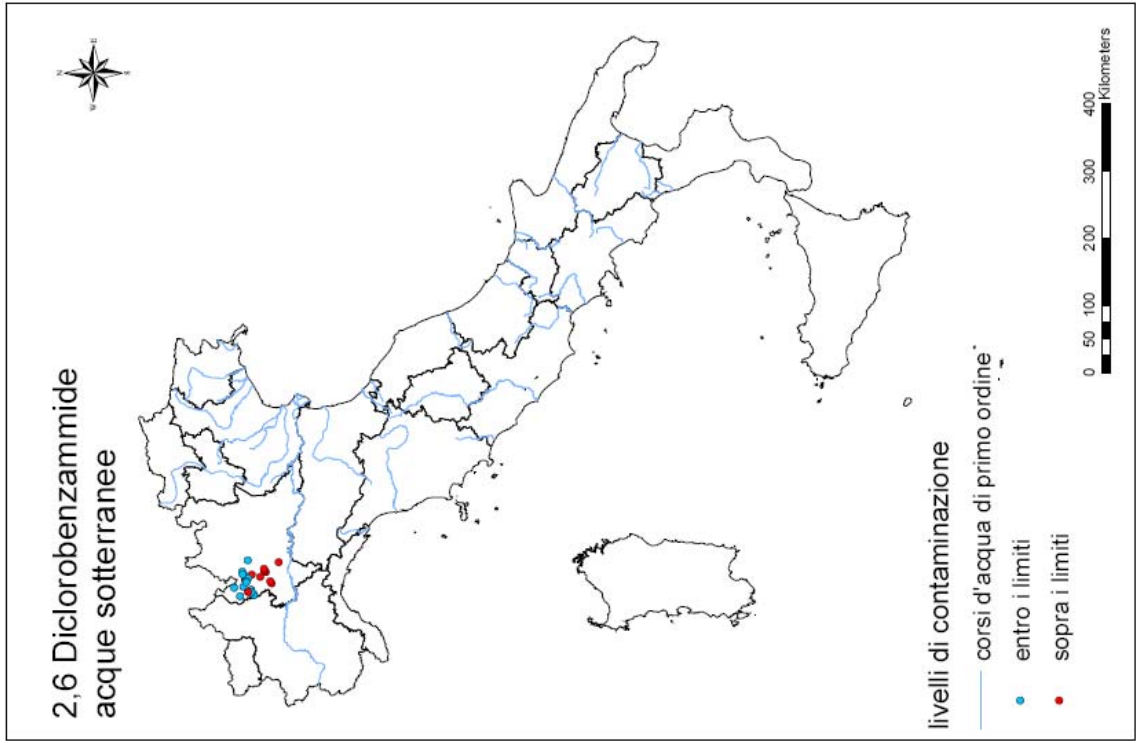 2,6 Diclorobenzammide
acque sotterranee
N
livelli di contaminazione
corsi d'acqua di primo ordine
entro i limiti
sopra i limiti
0 50 100 200 300 400
Kilometers